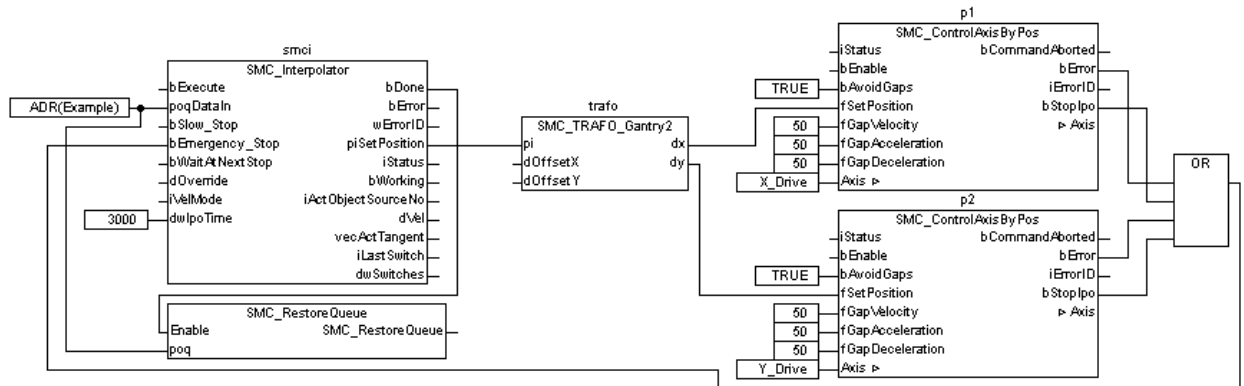 smci
SMC_Interpolator
bExecute
bDone
ADR(Example)
poqDataIn
bError
bSlow_Stop
wErrorID
bEmergency_Stop
piSetPosition
bWaitAtNextStop
iStatus
dOverride
bWorking
iVelMode
iActObjectSourceNo
3000
dwIpoTime
dVel
vecActTangent
iLastSwitch
dwSwitches
SMC_RestoreQueue
Enable
SMC_RestoreQueue
poq
trafo
SMC_TRAFO_Gantry2
pi
dx
dOffsetX
dy
dOffsetY
p1
SMC_ControlAxisByPos
iStatus
bCommandAborted
bEnable
bError
TRUE
bAvoidGaps
iErrorID
fSetPosition
bStopIpo
50
fGapVelocity
Axis
50
fGapAcceleration
50
fGapDeceleration
X_Drive
Axis
p2
SMC_ControlAxisByPos
iStatus
bCommandAborted
bEnable
bError
TRUE
bAvoidGaps
iErrorID
fSetPosition
bStopIpo
50
fGapVelocity
Axis
50
fGapAcceleration
50
fGapDeceleration
Y_Drive
Axis
OR